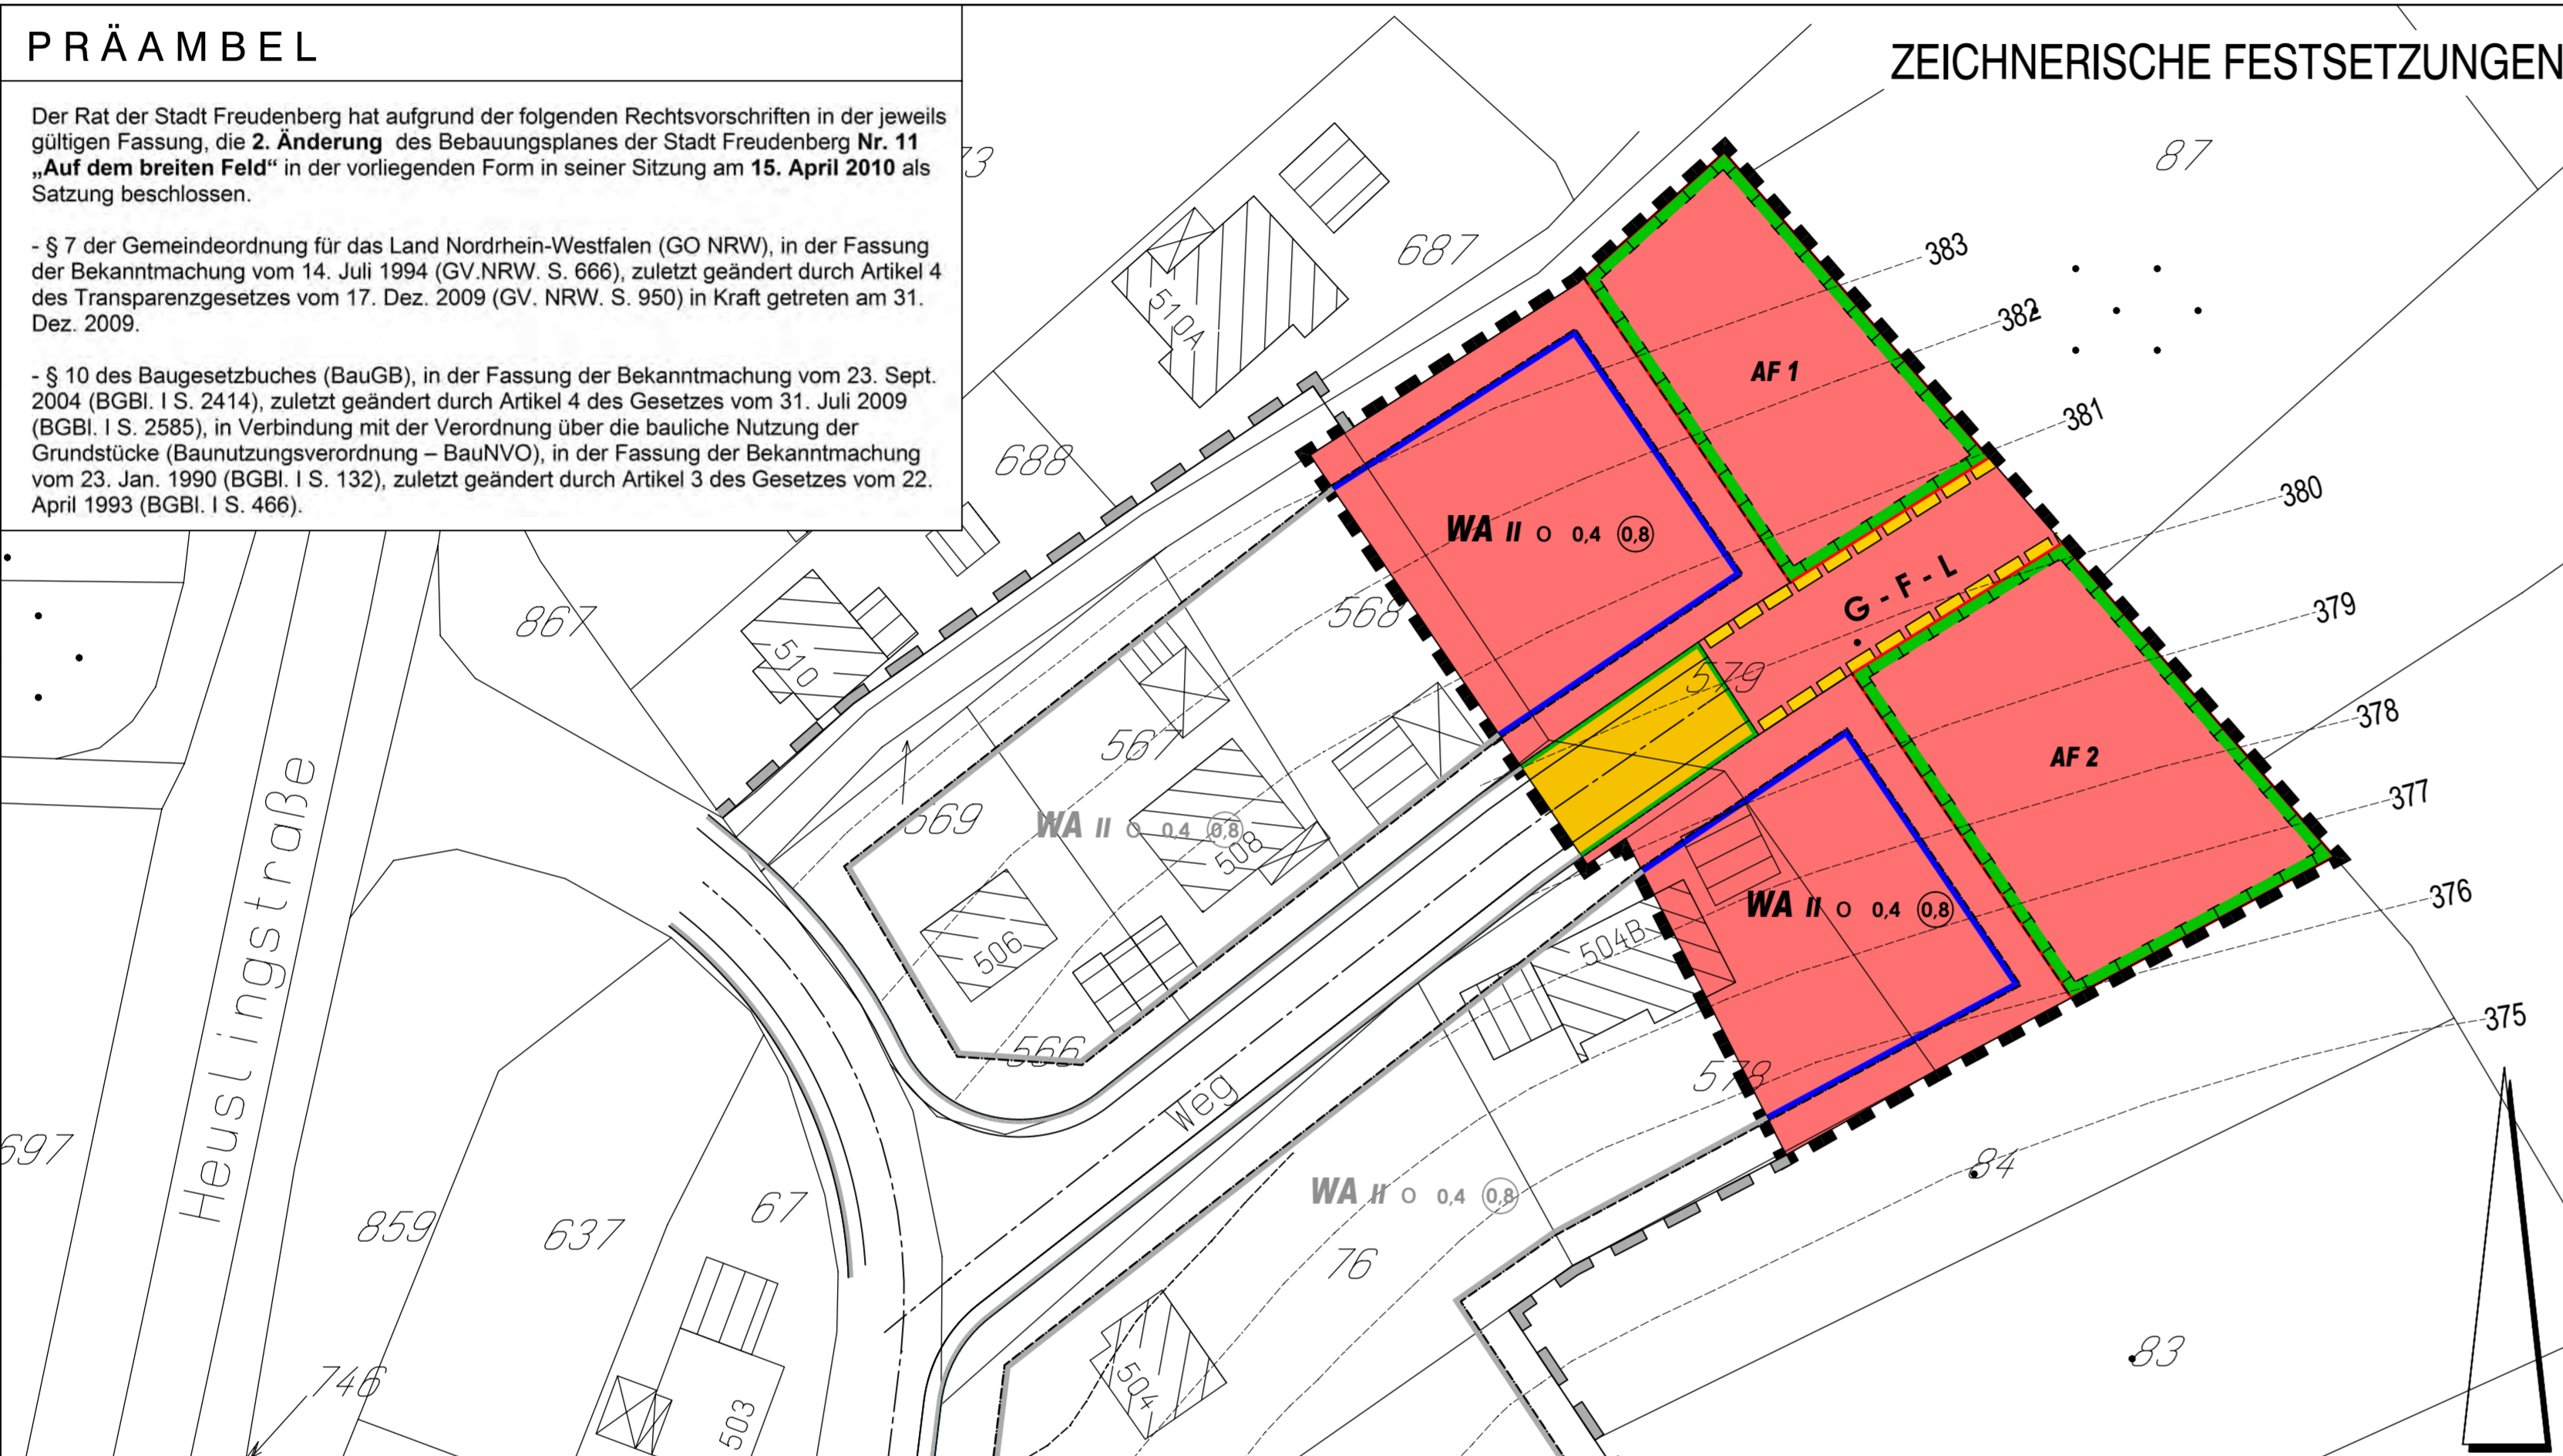 PRÄAMBEL
Der Rat der Stadt Freudenberg hat aufgrund der folgenden Rechtsvorschriften in der jeweils
gültigen Fassung, die 2. Änderung des Bebauungsplanes der Stadt Freudenberg Nr. 11
„Auf dem breiten Feld“ in der vorliegenden Form in seiner Sitzung am 15. April 2010 als
Satzung beschlossen.
- § 7 der Gemeindeordnung für das Land Nordrhein-Westfalen (GO NRW), in der Fassung
der Bekanntmachung vom 14. Juli 1994 (GV.NRW. S. 666), zuletzt geändert durch Artikel 4
des Transparenzgesetzes vom 17. Dez. 2009 (GV. NRW. S. 950) in Kraft getreten am 31.
Dez. 2009.
- § 10 des Baugesetzbuches (BauGB), in der Fassung der Bekanntmachung vom 23. Sept.
2004 (BGBl. I S. 2414), zuletzt geändert durch Artikel 4 des Gesetzes vom 31. Juli 2009
(BGBl. I S. 2585), in Verbindung mit der Verordnung über die bauliche Nutzung der
Grundstücke (Baunutzungsverordnung – BauNVO), in der Fassung der Bekanntmachung
vom 23. Jan. 1990 (BGBl. I S. 132), zuletzt geändert durch Artikel 3 des Gesetzes vom 22.
April 1993 (BGBl. I S. 466).
ZEICHNERISCHE FESTSETZUNGEN
87
687
383
510A
382
AF 1
381
688
380
WA II O 0,4 0,8
G - F - L
379
568
867
510
579
378
567
AF 2
377
569
WA II O 0,4 0,8
508
376
WA II O 0,4 0,8
506
504B
375
566
578
Heuslingstraße
Weg
697
84
WA II O 0,4 0,8
67
859
637
76
83
746
504
503